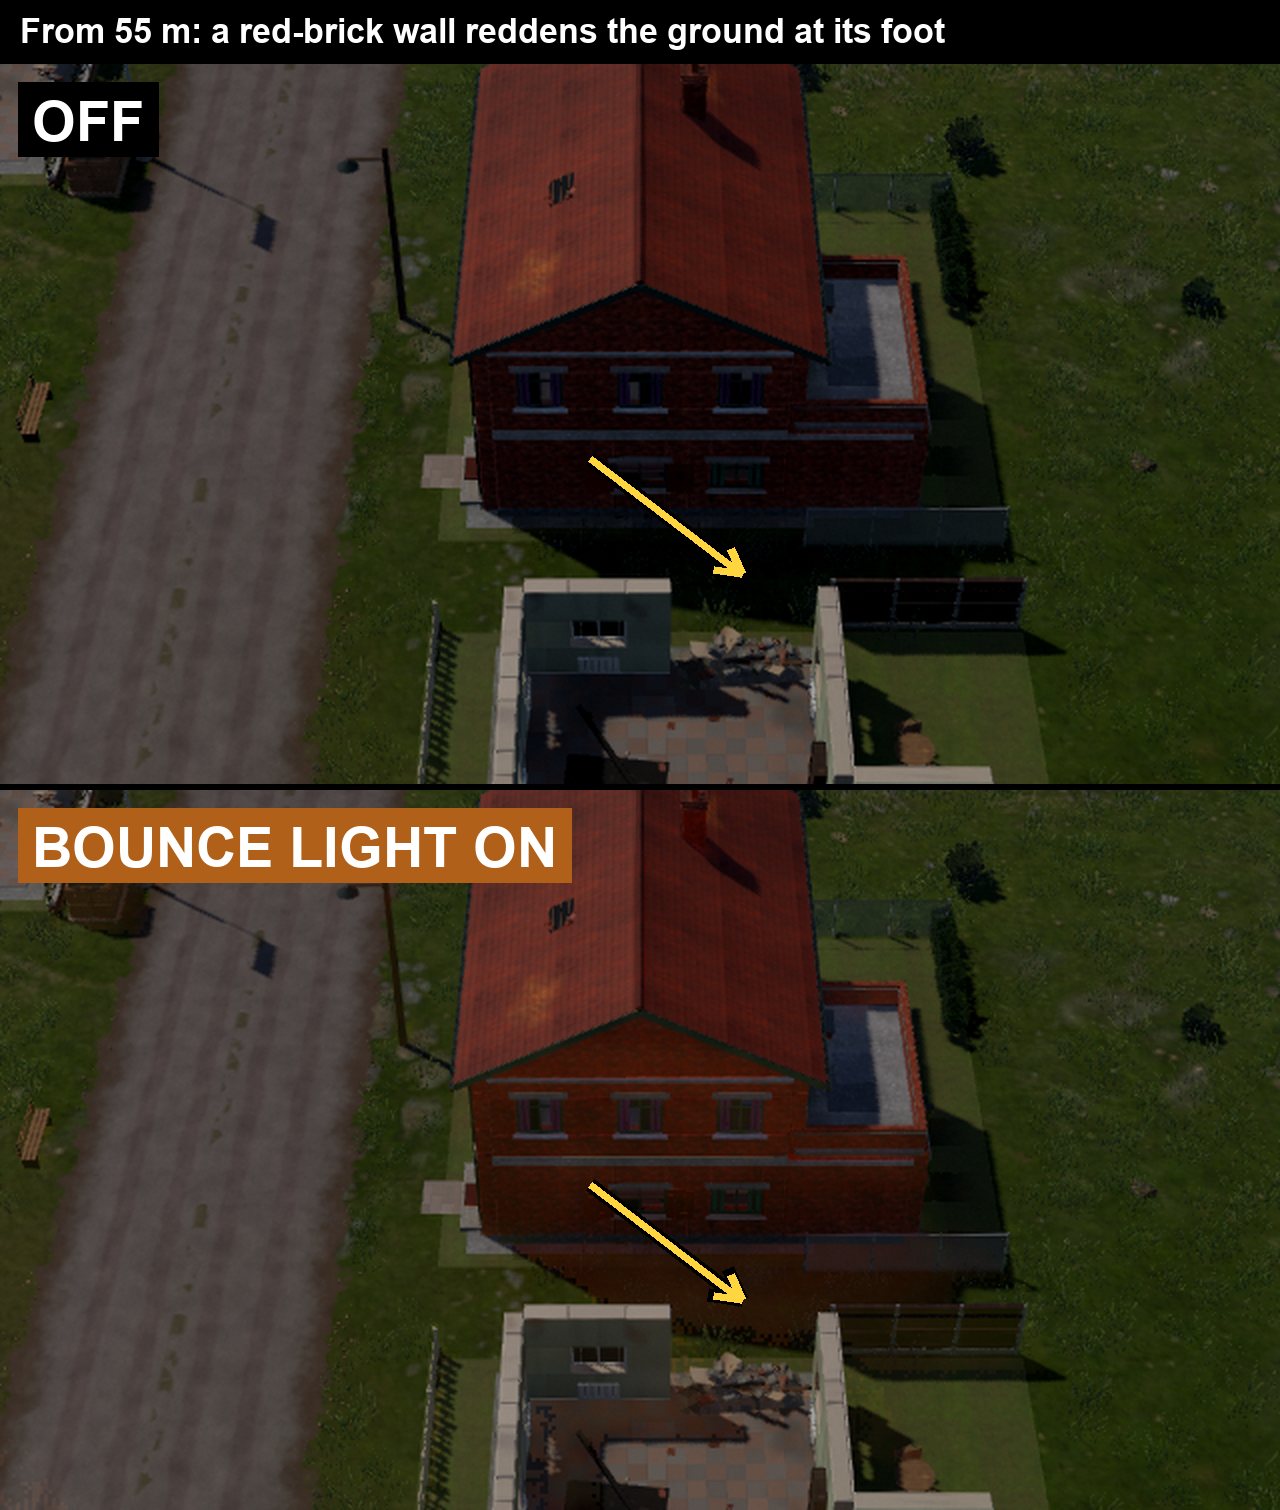 From 55 m: a red-brick wall reddens the ground at its foot
OFF
BOUNCE LIGHT ON